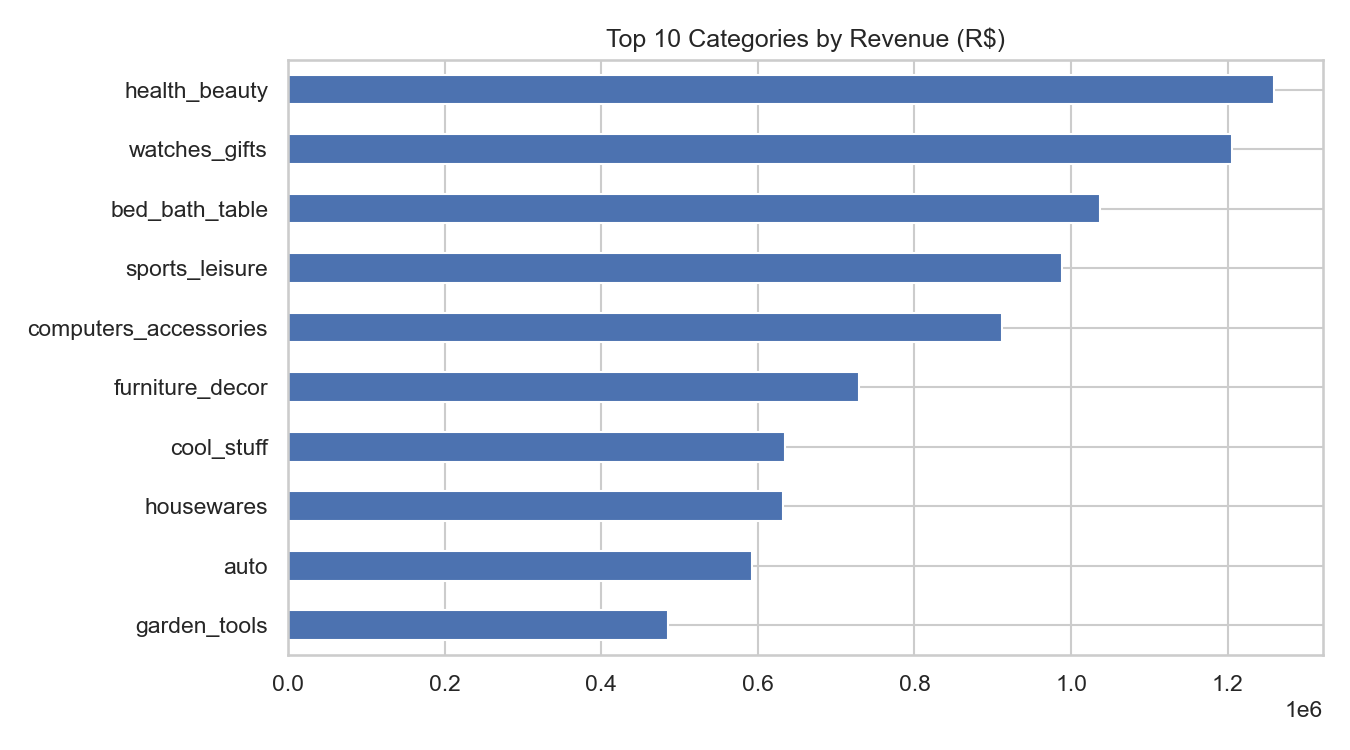 Top 10 Categories by Revenue (R$)
health_beauty
watches_gifts
bed_bath_table
sports_leisure
computers_accessories
furniture_decor
cool_stuff
housewares
auto
garden_tools
0.0 0.2 0.4 0.6 0.8 1.0 1.2
1e6